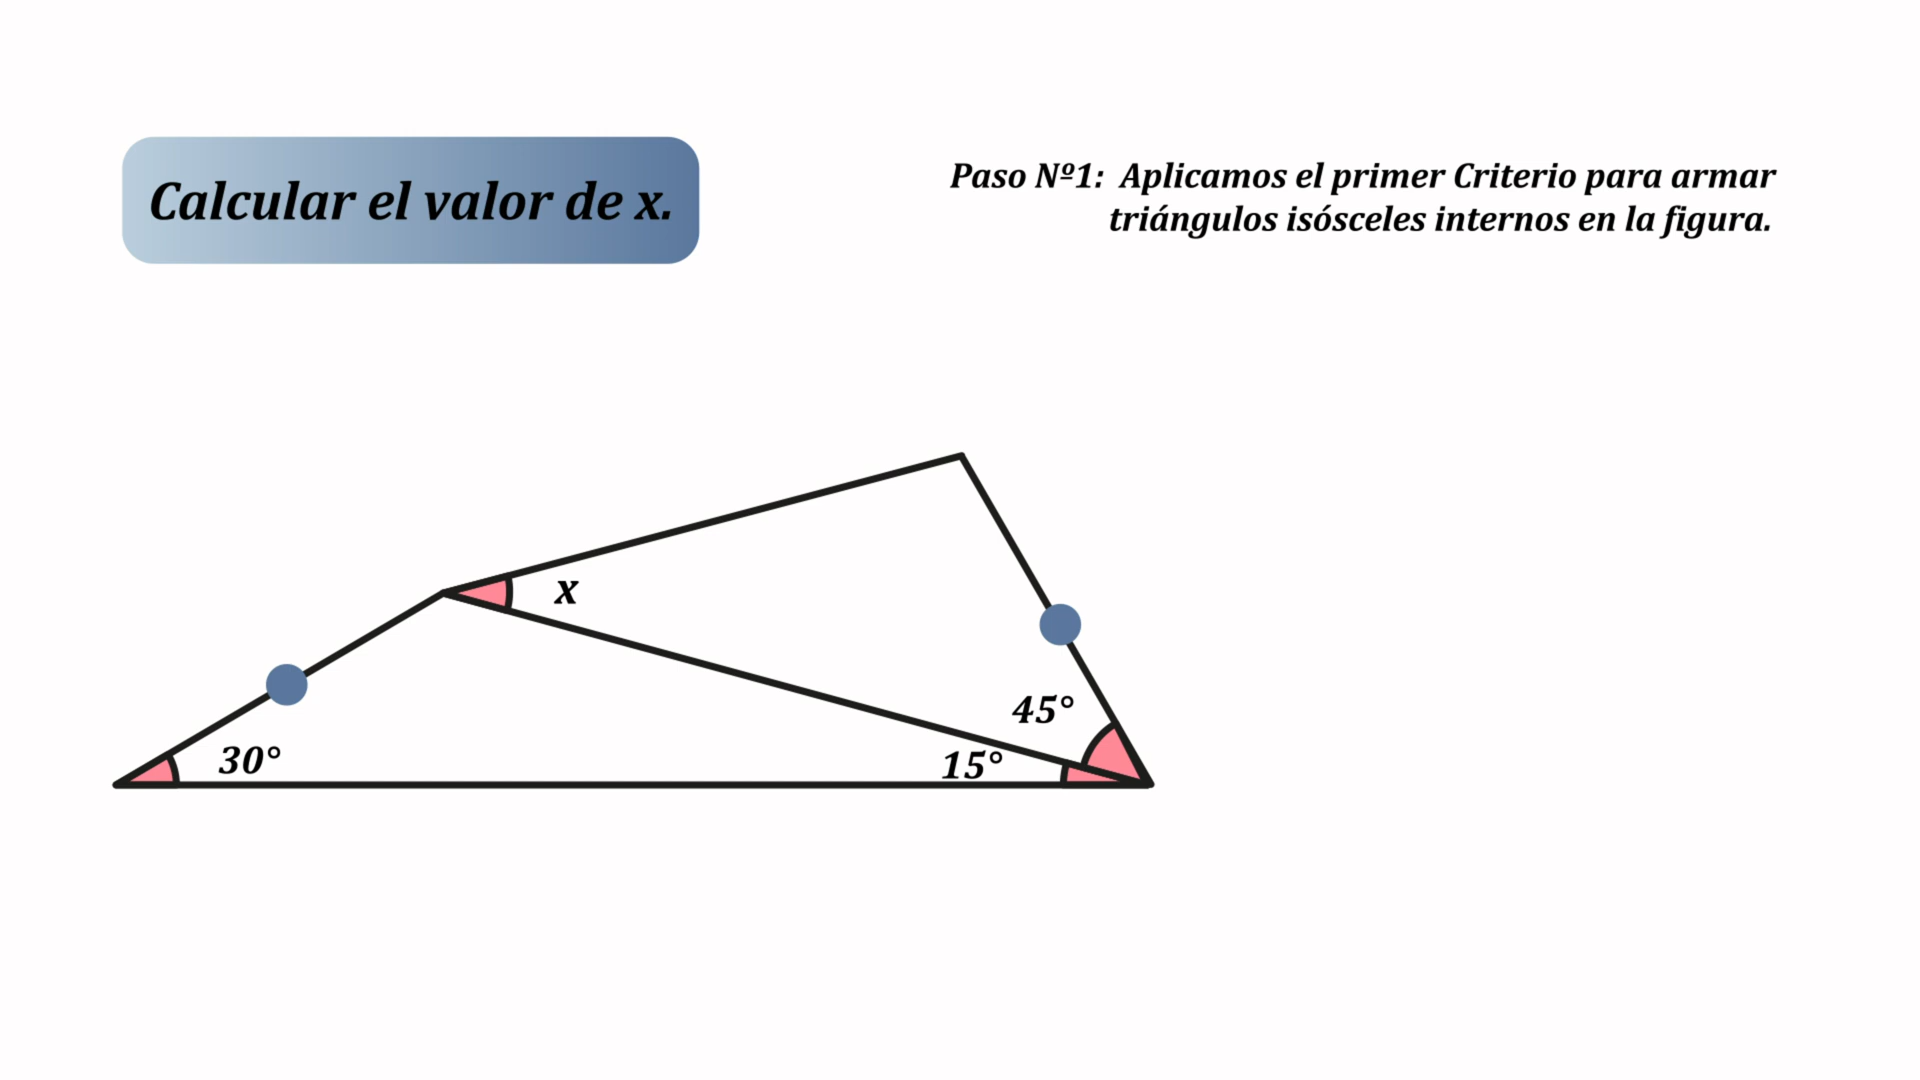 Calcular el valor de x.
Paso Nº1: Aplicamos el primer Criterio para armar
triángulos isósceles internos en la figura.
x
45°
30°
15°